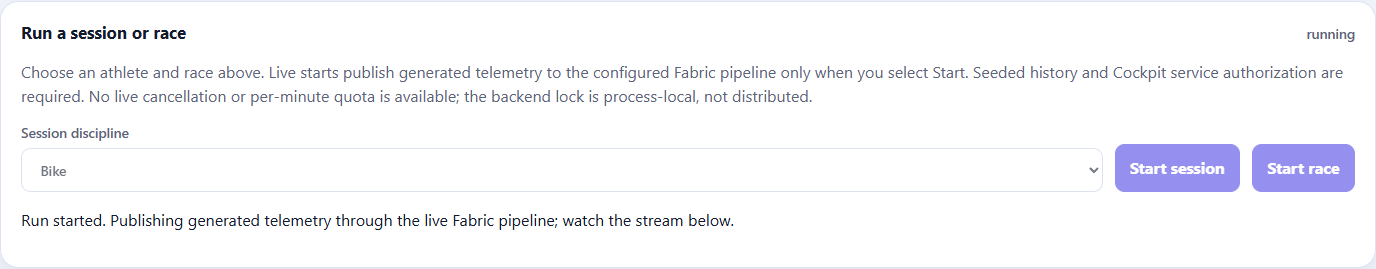 Run a session or race
running
Choose an athlete and race above. Live starts publish generated telemetry to the configured Fabric pipeline only when you select Start. Seeded history and Cockpit service authorization are
required. No live cancellation or per-minute quota is available; the backend lock is process-local, not distributed.
Session discipline
Bike
Start session
Start race
Run started. Publishing generated telemetry through the live Fabric pipeline; watch the stream below.